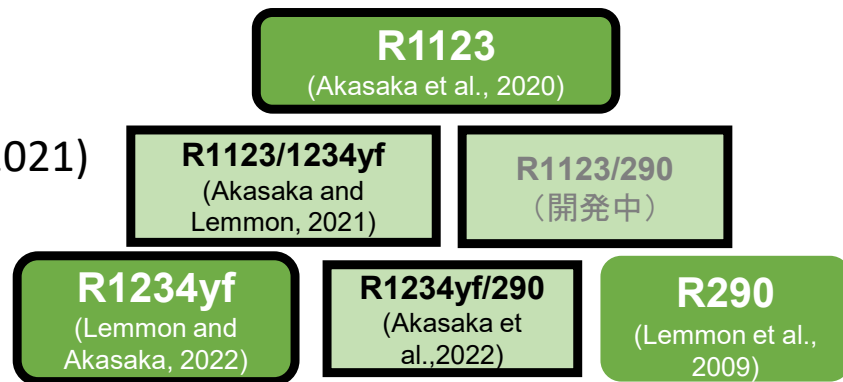 R1123
(Akasaka et al., 2020)
2021)
R1123/1234yf
(Akasaka and
Lemmon, 2021)
R1123/290
（開発中）
R1234yf
(Lemmon and
Akasaka, 2022)
R1234yf/290
(Akasaka et
al.,2022)
R290
(Lemmon et al.,
2009)